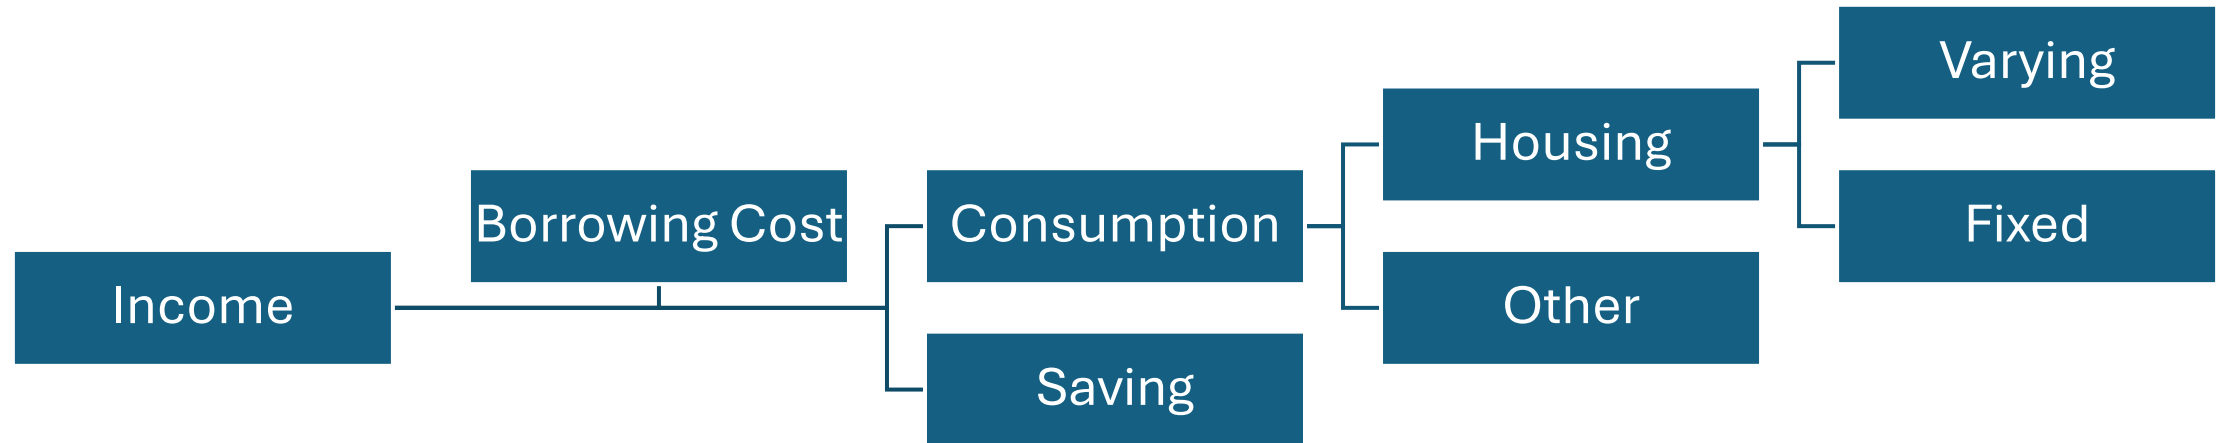 Income
Borrowing Cost
Consumption
Saving
Housing
Other
Varying
Fixed